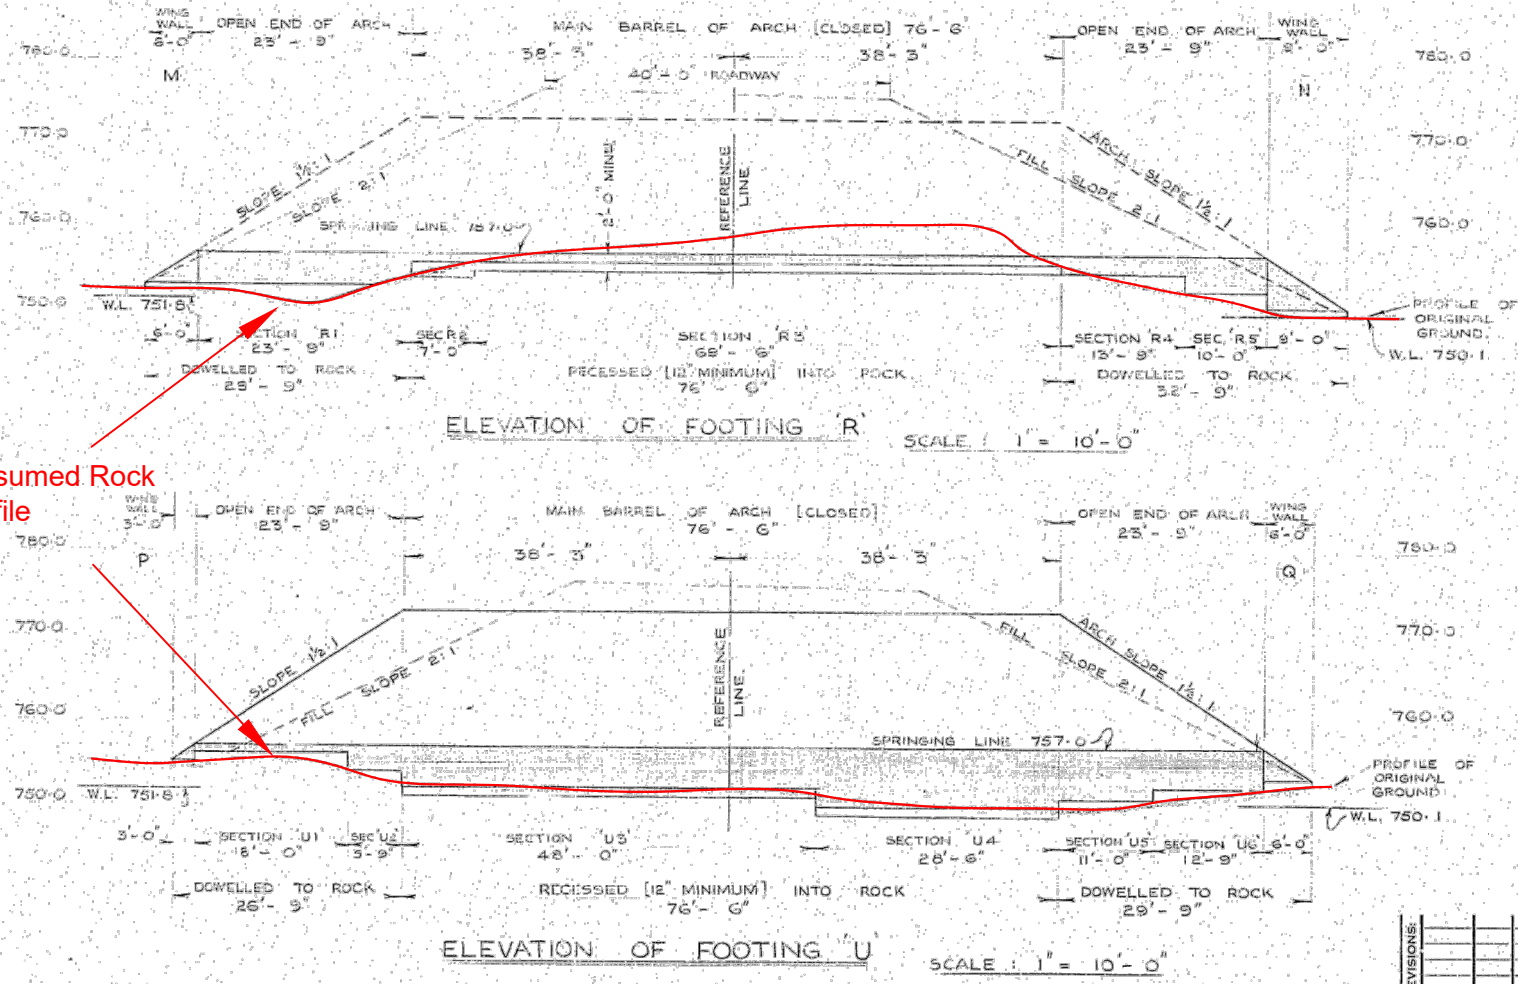 WING
WALL
6'-0"
OPEN END OF ARCH
23'-9"
MAIN BARREL OF ARCH [CLOSED] 76'-6"
38'-3"
38'-3"
OPEN END OF ARCH
23'-9"
WING
WALL
9'-0"
780.0
780.0
M
40'-0" ROADWAY
N
770.0
770.0
SLOPE 1½:1
SLOPE 2:1
2'-0" MIN.
REFERENCE
LINE.
ARCH SLOPE 1½:1
FILL SLOPE 2:1
760.0
760.0
SPRINGING LINE 757.0
750.0
W.L. 751.8
PROFILE OF
ORIGINAL
GROUND.
W.L. 750.1
6'-0"
SECTION 'R1'
23'-9"
SEC 'R2'
7'-0"
SECTION 'R3'
69'-6"
SECTION 'R4'
13'-9"
SEC. 'R5'
10'-0"
9'-0"
DOWELLED TO ROCK
RECESSED [12" MINIMUM] INTO ROCK
76'-6"
DOWELLED TO ROCK
32'-9"
ELEVATION OF FOOTING 'R'
SCALE : 1" = 10'-0"
sumed Rock
file
WING
WALL
3'-0"
OPEN END OF ARCH
23'-9"
MAIN BARREL OF ARCH [CLOSED]
76'-6"
38'-3"
38'-3"
OPEN END OF ARCH
23'-9"
WING
WALL
6'-0"
780.0
780.0
P
Q
770.0
770.0
SLOPE 1½:1
FILL SLOPE 2:1
REFERENCE
LINE.
ARCH SLOPE 1½:1
FILL SLOPE 2:1
760.0
760.0
SPRINGING LINE 757.0
750.0
W.L. 751.8
PROFILE OF
ORIGINAL
GROUND
W.L. 750.1
3'-0"
SECTION 'U1'
18'-0"
SEC 'U2'
5'-9"
SECTION 'U3'
48'-0"
SECTION 'U4'
28'-6"
SECTION 'U5'
11'-0"
SECTION 'U6'
12'-9"
6'-0"
DOWELLED TO ROCK
26'-9"
RECESSED [12" MINIMUM] INTO ROCK
76'-6"
DOWELLED TO ROCK
29'-9"
ELEVATION OF FOOTING 'U'
SCALE : 1" = 10'-0"
EVISIONS: